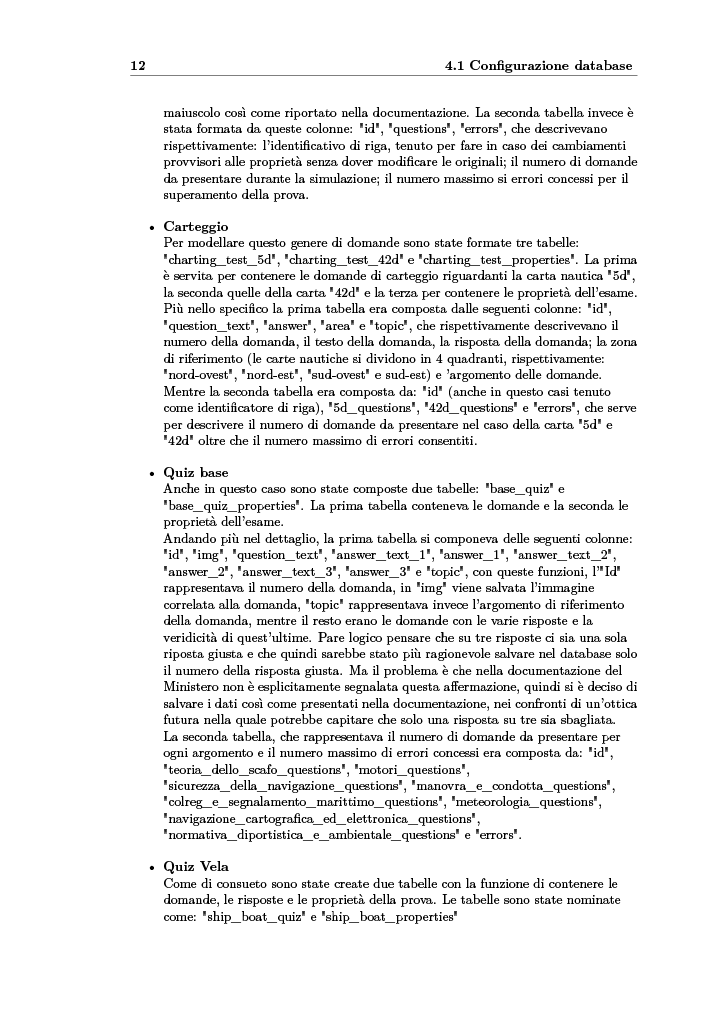 12 4.1 Configurazione database
maiuscolo così come riportato nella documentazione. La seconda tabella invece è
stata formata da queste colonne: "id", "questions", "errors", che descrivevano
rispettivamente: l'identificativo di riga, tenuto per fare in caso dei cambiamenti
provvisori alle proprietà senza dover modificare le originali; il numero di domande
da presentare durante la simulazione; il numero massimo si errori concessi per il
superamento della prova.
• Carteggio
Per modellare questo genere di domande sono state formate tre tabelle:
"charting_test_5d", "charting_test_42d" e "charting_test_properties". La prima
è servita per contenere le domande di carteggio riguardanti la carta nautica "5d",
la seconda quelle della carta "42d" e la terza per contenere le proprietà dell'esame.
Più nello specifico la prima tabella era composta dalle seguenti colonne: "id",
"question_text", "answer", "area" e "topic", che rispettivamente descrivevano il
numero della domanda, il testo della domanda, la risposta della domanda; la zona
di riferimento (le carte nautiche si dividono in 4 quadranti, rispettivamente:
"nord-ovest", "nord-est", "sud-ovest e sud-est) e 'argomento delle domande.
Mentre la seconda tabella era composta da: "id" (anche in questo casi tenuto
come identificatore di riga), "5d_questions", "42d_questions" e "errors", che serve
per descrivere il numero di domande da presentare nel caso della carta "5d" e
"42d" oltre che il numero massimo di errori consentiti.
• Quiz base
Anche in questo caso sono state composte due tabelle: "base_quiz" e
"base_quiz_properties". La prima tabella conteneva le domande e la seconda le
proprietà dell'esame.
Andando più nel dettaglio, la prima tabella si componeva delle seguenti colonne:
"id", "img", "question_text", "answer_text_1", "answer_1", "answer_text_2",
"answer_2", "answer_text_3", "answer_3" e "topic", con queste funzioni, l'"Id"
rappresentava il numero della domanda, in "img" viene salvata l'immagine
correlata alla domanda, "topic" rappresentava invece l'argomento di riferimento
della domanda, mentre il resto erano le domande con le varie risposte e la
veridicità di quest'ultime. Pare logico pensare che su tre risposte ci sia una sola
riposta giusta e che quindi sarebbe stato più ragionevole salvare nel database solo
il numero della risposta giusta. Ma il problema è che nella documentazione del
Ministero non è esplicitamente segnalata questa affermazione, quindi si è deciso di
salvare i dati così come presentati nella documentazione, nei confronti di un'ottica
futura nella quale potrebbe capitare che solo una risposta su tre sia sbagliata.
La seconda tabella, che rappresentava il numero di domande da presentare per
ogni argomento e il numero massimo di errori concessi era composta da: "id",
"teoria_dello_scafo_questions", "motori_questions",
"sicurezza_della_navigazione_questions", "manovra_e_condotta_questions",
"colreg_e_segnalamento_marittimo_questions", "meteorologia_questions",
"navigazione_cartografica_ed_elettronica_questions",
"normativa_diportistica_e_ambientale_questions" e "errors".
• Quiz Vela
Come di consueto sono state create due tabelle con la funzione di contenere le
domande, le risposte e le proprietà della prova. Le tabelle sono state nominate
come: "ship_boat_quiz" e "ship_boat_properties"